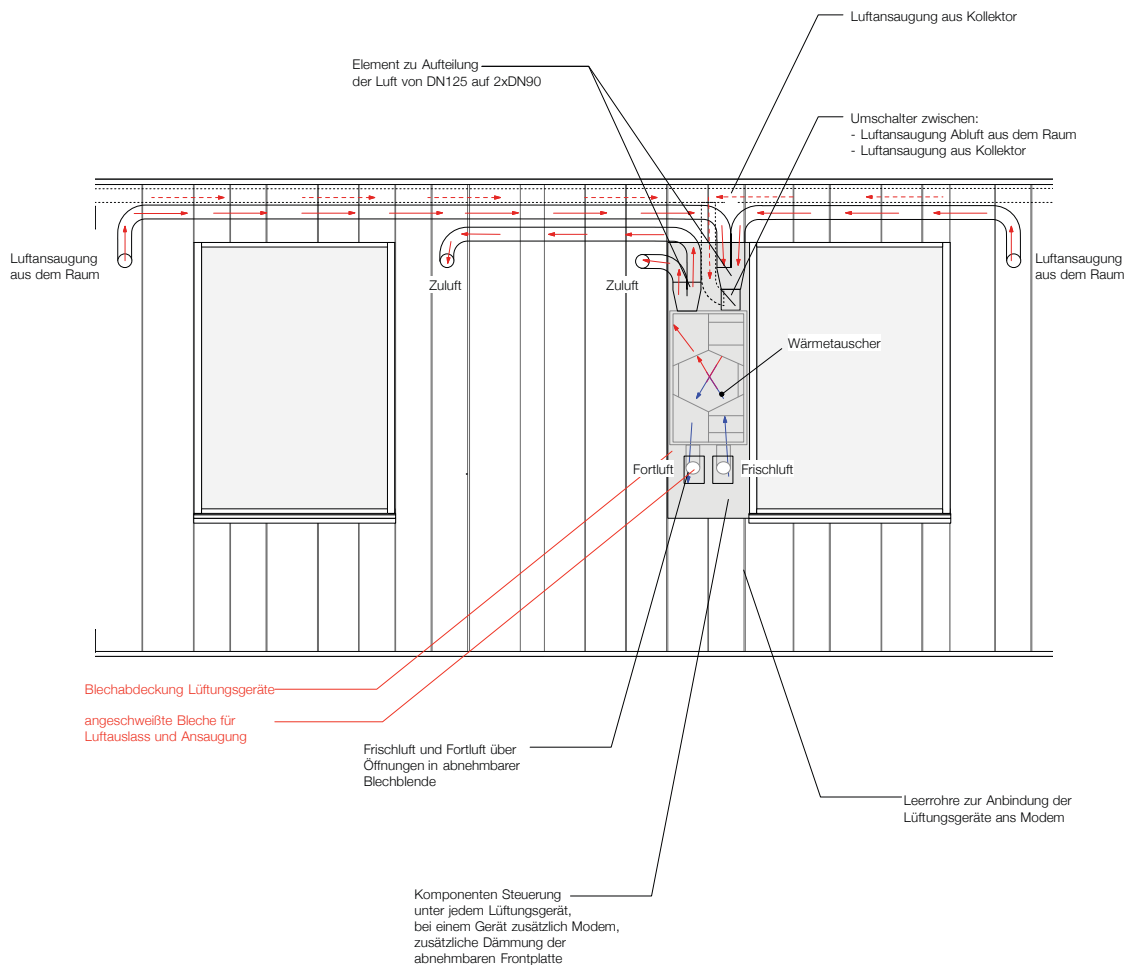 Luftansaugung aus Kollektor
Element zu Aufteilung
der Luft von DN125 auf 2xDN90
Umschalter zwischen:
- Luftansaugung Abluft aus dem Raum
- Luftansaugung aus Kollektor
Luftansaugung
aus dem Raum
Zuluft
Zuluft
Luftansaugung
aus dem Raum
Wärmetauscher
Fortluft
Frischluft
Blechabdeckung Lüftungsgeräte
angeschweißte Bleche für
Luftauslass und Ansaugung
Frischluft und Fortluft über
Öffnungen in abnehmbarer
Blechblende
Leerrohre zur Anbindung der
Lüftungsgeräte ans Modem
Komponenten Steuerung
unter jedem Lüftungsgerät,
bei einem Gerät zusätzlich Modem,
zusätzliche Dämmung der
abnehmbaren Frontplatte